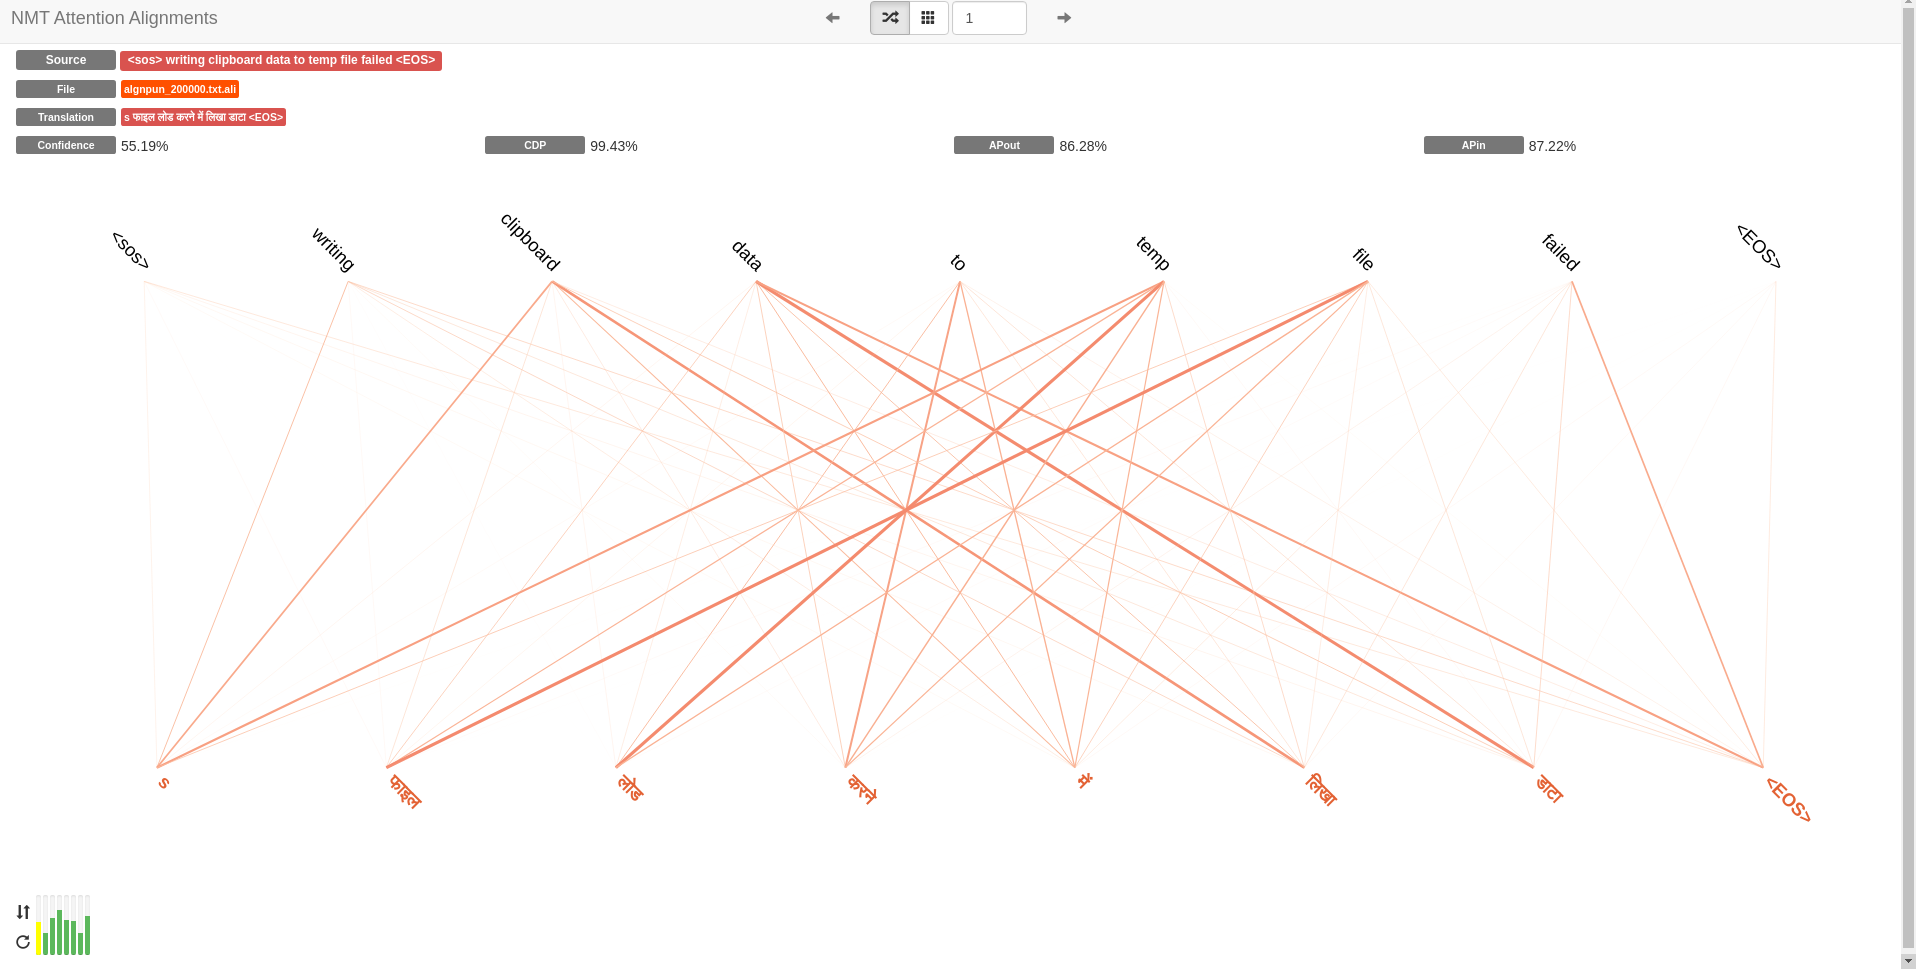 NMT Attention Alignments
1
Source <sos> writing clipboard data to temp file failed <EOS>
File algnpun_200000.txt.ali
Translation s फाइल लोड करने में लिखा डाटा <EOS>
Confidence 55.19% CDP 99.43% APout 86.28% APin 87.22%
<sos> writing clipboard data to temp file failed <EOS>
s फाइल लोड करने में लिखा डाटा <EOS>